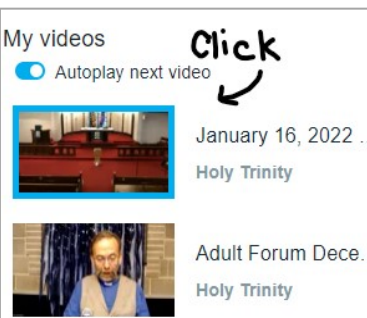 My videos
Click
Autoplay next video
January 16, 2022 .
Holy Trinity
Adult Forum Dece.
Holy Trinity